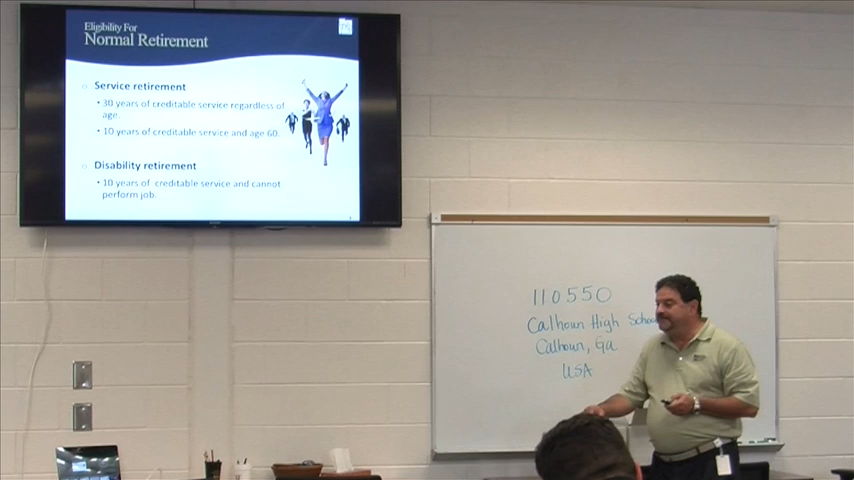 Eligibility For
Normal Retirement
Service retirement
• 30 years of creditable service regardless of
age.
• 10 years of creditable service and age 60.
Disability retirement
• 10 years of creditable service and cannot
perform job.
110550
Calhoun High School
Calhoun, Ga
USA